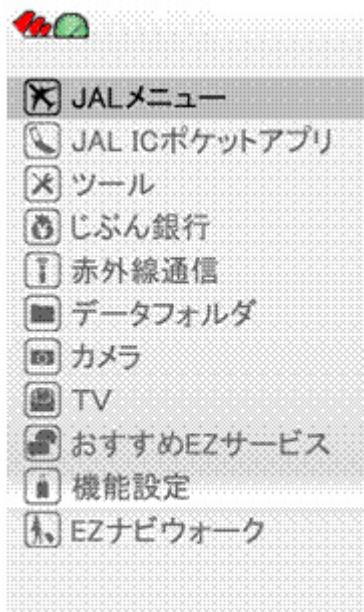 JALメニュー
JAL ICポケットアプリ
ツール
じぶん銀行
赤外線通信
データフォルダ
カメラ
TV
おすすめEZサービス
機能設定
EZナビウォーク